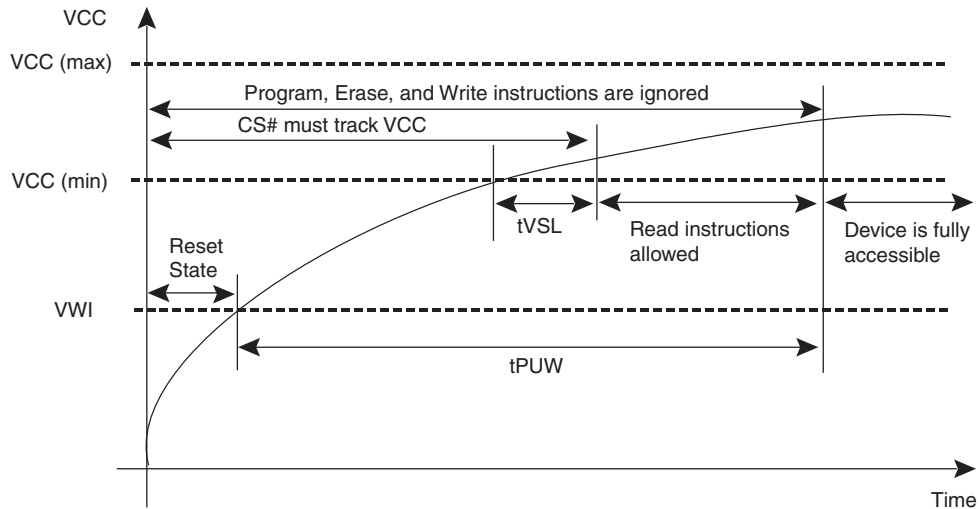 VCC
VCC (max)
Program, Erase, and Write instructions are ignored
CS# must track VCC
VCC (min)
tVSL
Read instructions
allowed
Device is fully
accessible
Reset
State
VWI
tPUW
Time